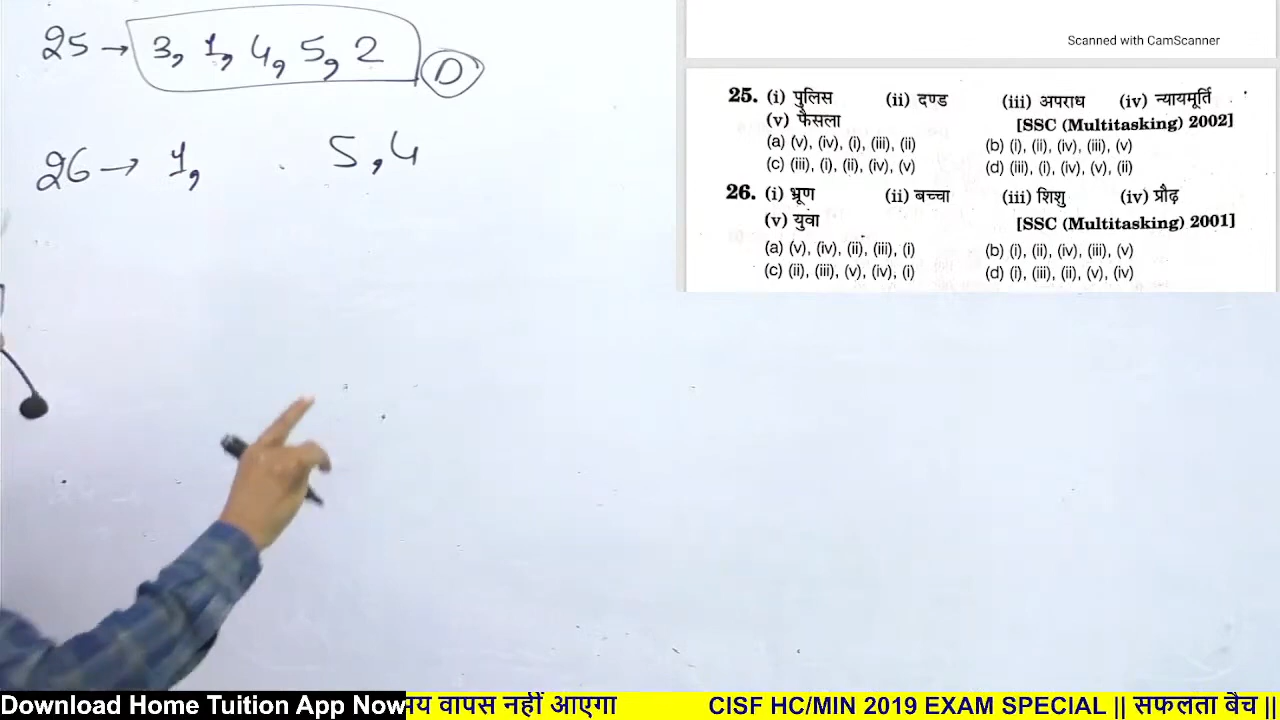 25 → 3, 1, 4, 5, 2 D
26 → 1, . 5, 4
Scanned with CamScanner
25. (i) पुलिस (ii) दण्ड (iii) अपराध (iv) न्यायमूर्ति
(v) फैसला [SSC (Multitasking) 2002]
(a) (v), (iv), (i), (iii), (ii) (b) (i), (ii), (iv), (iii), (v)
(c) (iii), (i), (ii), (iv), (v) (d) (iii), (i), (iv), (v), (ii)
26. (i) भ्रूण (ii) बच्चा (iii) शिशु (iv) प्रौढ़
(v) युवा [SSC (Multitasking) 2001]
(a) (v), (iv), (ii), (iii), (i) (b) (i), (ii), (iv), (iii), (v)
(c) (ii), (iii), (v), (iv), (i) (d) (i), (iii), (ii), (v), (iv)
Download Home Tuition App Now मय वापस नहीं आएगा CISF HC/MIN 2019 EXAM SPECIAL || सफलता बैच ||